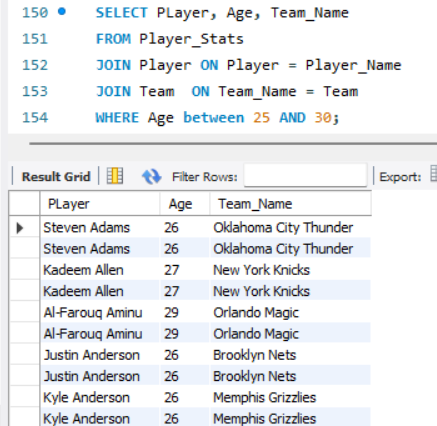 150 SELECT PLayer, Age, Team_Name
151 FROM Player_Stats
152 JOIN Player ON Player = Player_Name
153 JOIN Team  ON Team_Name = Team
154 WHERE Age between 25 AND 30;
Result Grid Filter Rows: Export:
PLayer Age Team_Name
Steven Adams 26 Oklahoma City Thunder
Steven Adams 26 Oklahoma City Thunder
Kadeem Allen 27 New York Knicks
Kadeem Allen 27 New York Knicks
Al-Farouq Aminu 29 Orlando Magic
Al-Farouq Aminu 29 Orlando Magic
Justin Anderson 26 Brooklyn Nets
Justin Anderson 26 Brooklyn Nets
Kyle Anderson 26 Memphis Grizzlies
Kyle Anderson 26 Memphis Grizzlies